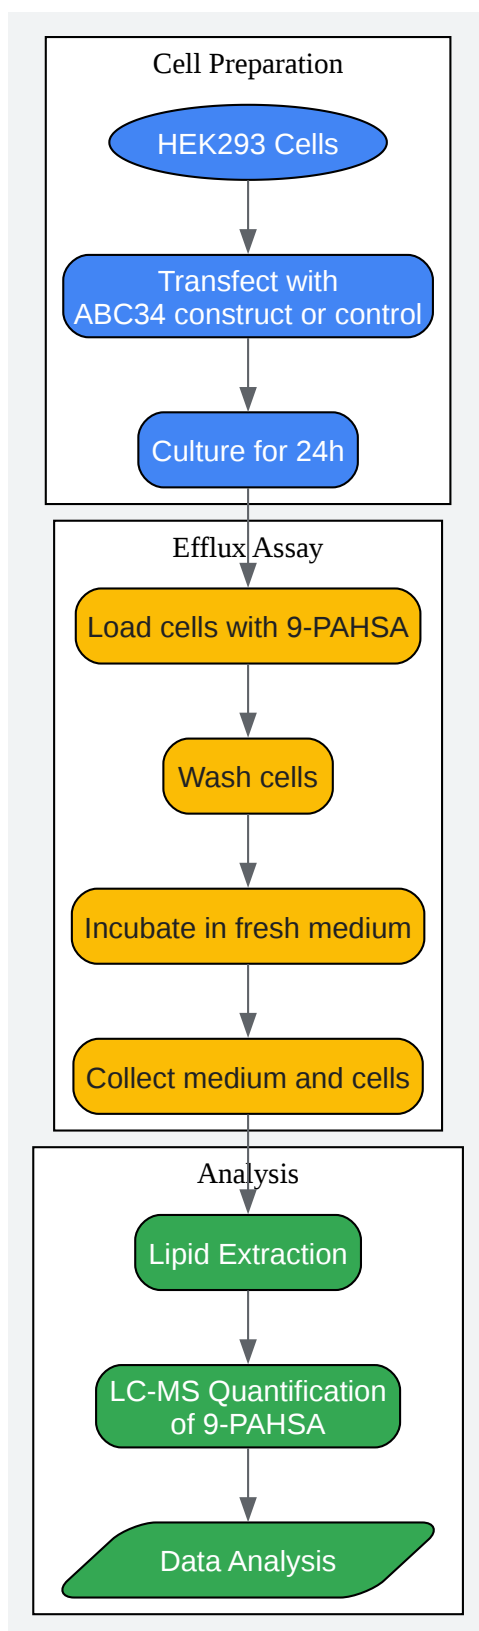 Cell Preparation
HEK293 Cells
Transfect with
ABC34 construct or control
Culture for 24h
Efflux Assay
Load cells with 9-PAHSA
Wash cells
Incubate in fresh medium
Collect medium and cells
Analysis
Lipid Extraction
LC-MS Quantification
of 9-PAHSA
Data Analysis